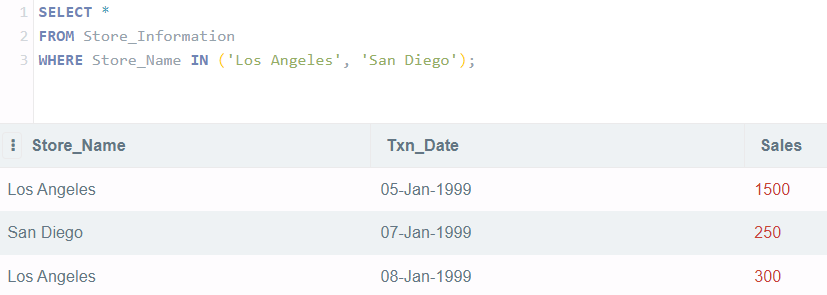 1 SELECT *
2 FROM Store_Information
3 WHERE Store_Name IN ('Los Angeles', 'San Diego');
Store_Name Txn_Date Sales
Los Angeles 05-Jan-1999 1500
San Diego 07-Jan-1999 250
Los Angeles 08-Jan-1999 300